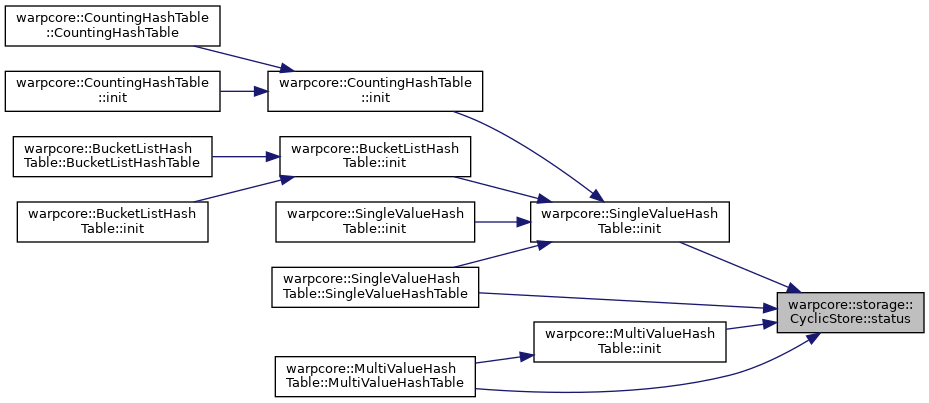 warpcore::CountingHashTable
::CountingHashTable
warpcore::CountingHashTable
::init
warpcore::CountingHashTable
::init
warpcore::BucketListHash
Table::BucketListHashTable
warpcore::BucketListHash
Table::init
warpcore::BucketListHash
Table::init
warpcore::SingleValueHash
Table::init
warpcore::SingleValueHash
Table::init
warpcore::SingleValueHash
Table::SingleValueHashTable
warpcore::storage::
CyclicStore::status
warpcore::MultiValueHash
Table::init
warpcore::MultiValueHash
Table::MultiValueHashTable